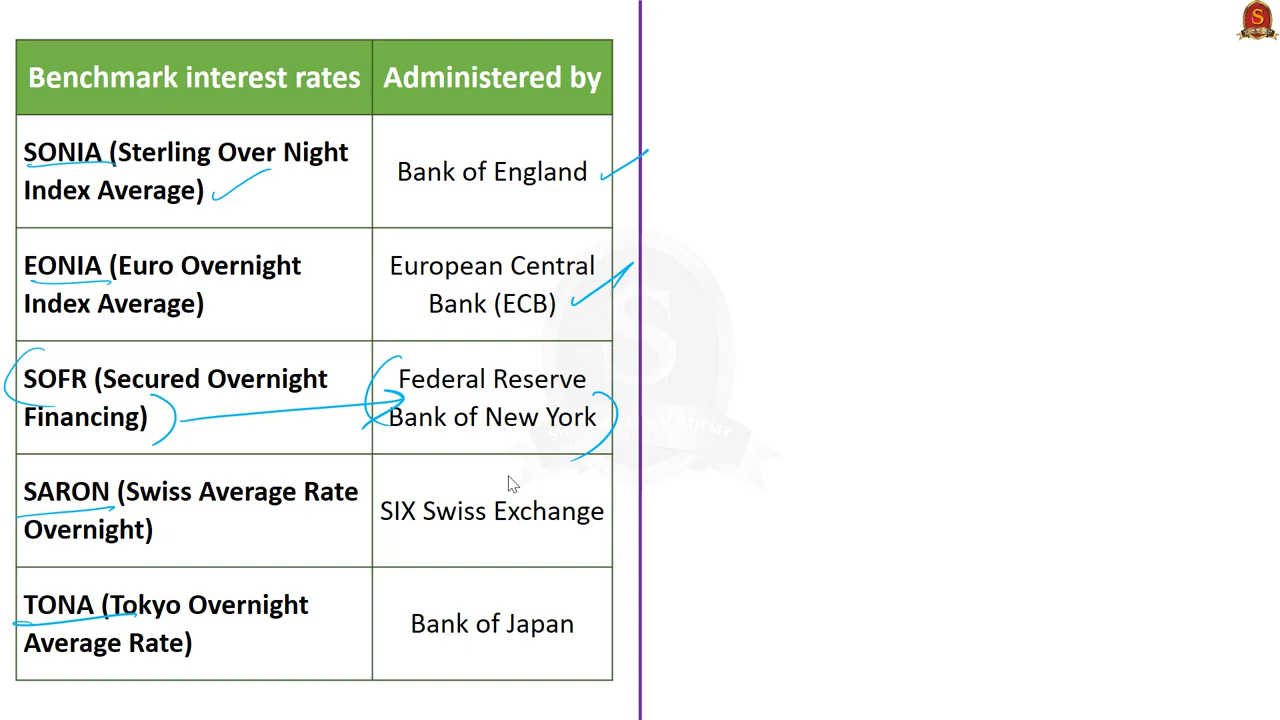 Benchmark interest rates
Administered by
SONIA (Sterling Over Night
Index Average)
Bank of England
EONIA (Euro Overnight
Index Average)
European Central
Bank (ECB)
SOFR (Secured Overnight
Financing)
Federal Reserve
Bank of New York
SARON (Swiss Average Rate
Overnight)
SIX Swiss Exchange
TONA (Tokyo Overnight
Average Rate)
Bank of Japan
S